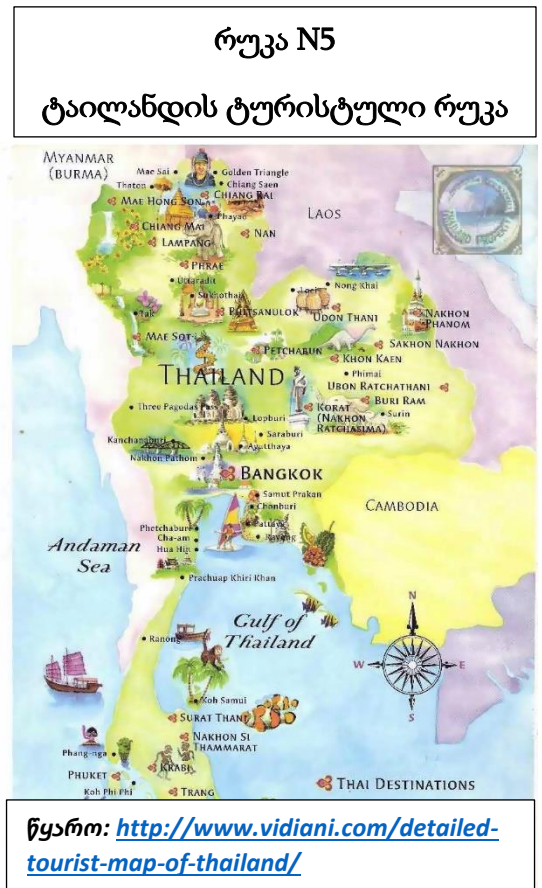 რუკა N5
ტაილანდის ტურისტული რუკა
MYANMAR
(BURMA)
Mae Sai
Golden Triangle
Thaton
Chiang Saen
CHIANG RAI
MAE HONG SON
Phayao
LAOS
CHIANG MAI
NAN
LAMPANG
PHRAE
Uttaradit
Loei
Nong Khai
Sukhothai
Tak
PHITSANULOK
UDON THANI
NAKHON
PHANOM
MAE SOT
SAKHON NAKHON
PETCHABUN
KHON KAEN
THAILAND
Phimai
UBON RATCHATHANI
BURI RAM
Three Pagodas Pass
KORAT
(NAKHON
RATCHASIMA)
Surin
Lopburi
Saraburi
Kanchanaburi
Ayutthaya
Nakhon Pathom
BANGKOK
Samut Prakan
Chonburi
CAMBODIA
Phetchaburi
Pattaya
Cha-am
Rayong
Hua Hin
Andaman
Sea
Prachuap Khiri Khan
N
Gulf of
Thailand
Ranong
W
E
S
Koh Samui
SURAT THANI
NAKHON SI
THAMMARAT
Phang-nga
KRABI
PHUKET
Koh Phi Phi
TRANG
THAI DESTINATIONS
წყარო: http://www.vidiani.com/detailed-
tourist-map-of-thailand/